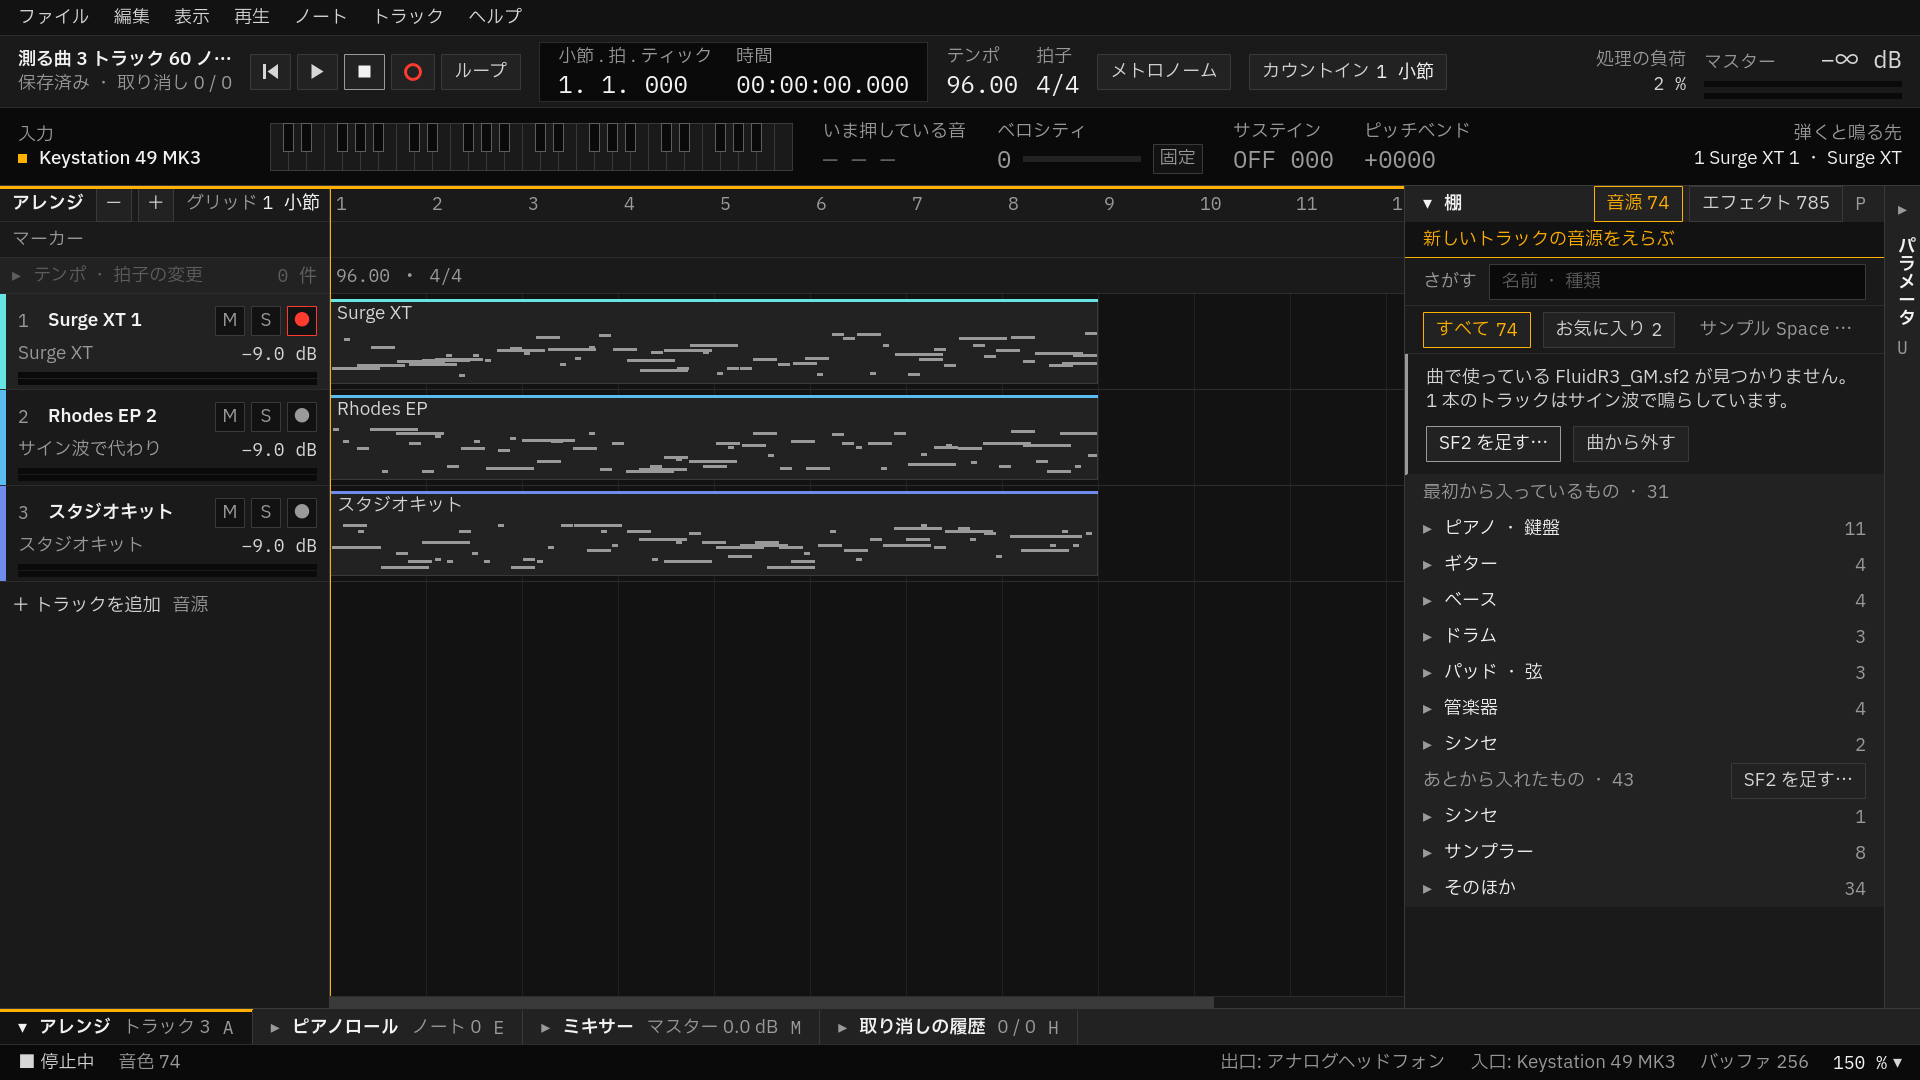 ファイル 編集 表示 再生 ノート トラック ヘルプ
測る曲 3 トラック 60 ノ…
保存済み ・ 取り消し 0 / 0
ループ
小節 . 拍 . ティック 時間
1. 1. 000 00:00:00.000
テンポ 拍子
96.00 4/4
メトロノーム
カウントイン 1 小節
処理の負荷
2 %
マスター −∞ dB
入力
Keystation 49 MK3
いま押している音
— — —
ベロシティ
0 固定
サステイン
OFF 000
ピッチベンド
+0000
弾くと鳴る先
1 Surge XT 1 ・ Surge XT
アレンジ − + グリッド 1 小節
1 2 3 4 5 6 7 8 9 10 11 1
マーカー
▸ テンポ ・ 拍子の変更 0 件
96.00 ・ 4/4
1 Surge XT 1 M S
Surge XT −9.0 dB
Surge XT
2 Rhodes EP 2 M S
サイン波で代わり −9.0 dB
Rhodes EP
3 スタジオキット M S
スタジオキット −9.0 dB
スタジオキット
+ トラックを追加 音源
▾ 棚 音源 74 エフェクト 785 P
新しいトラックの音源をえらぶ
さがす 名前 ・ 種類
すべて 74 お気に入り 2 サンプル Space …
曲で使っている FluidR3_GM.sf2 が見つかりません。
1 本のトラックはサイン波で鳴らしています。
SF2 を足す… 曲から外す
最初から入っているもの ・ 31
▸ ピアノ ・ 鍵盤 11
▸ ギター 4
▸ ベース 4
▸ ドラム 3
▸ パッド ・ 弦 3
▸ 管楽器 4
▸ シンセ 2
あとから入れたもの ・ 43 SF2 を足す…
▸ シンセ 1
▸ サンプラー 8
▸ そのほか 34
▸ パラメータ U
▾ アレンジ トラック 3 A
▸ ピアノロール ノート 0 E
▸ ミキサー マスター 0.0 dB M
▸ 取り消しの履歴 0 / 0 H
■ 停止中 音色 74
出口: アナログヘッドフォン 入口: Keystation 49 MK3 バッファ 256 150 % ▾